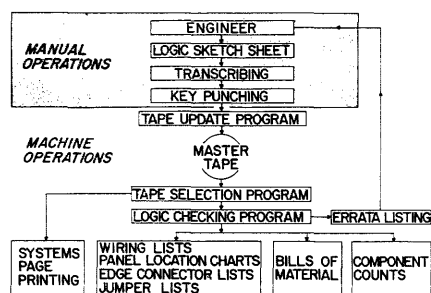 ENGINEER
MANUAL
OPERATIONS
LOGIC SKETCH SHEET
TRANSCRIBING
KEY PUNCHING
TAPE UPDATE PROGRAM
MACHINE
OPERATIONS
MASTER
TAPE
TAPE SELECTION PROGRAM
LOGIC CHECKING PROGRAM
ERRATA LISTING
SYSTEMS
PAGE
PRINTING
WIRING LISTS
PANEL LOCATION CHARTS
EDGE CONNECTOR LISTS
JUMPER LISTS
BILLS OF
MATERIAL
COMPONENT
COUNTS